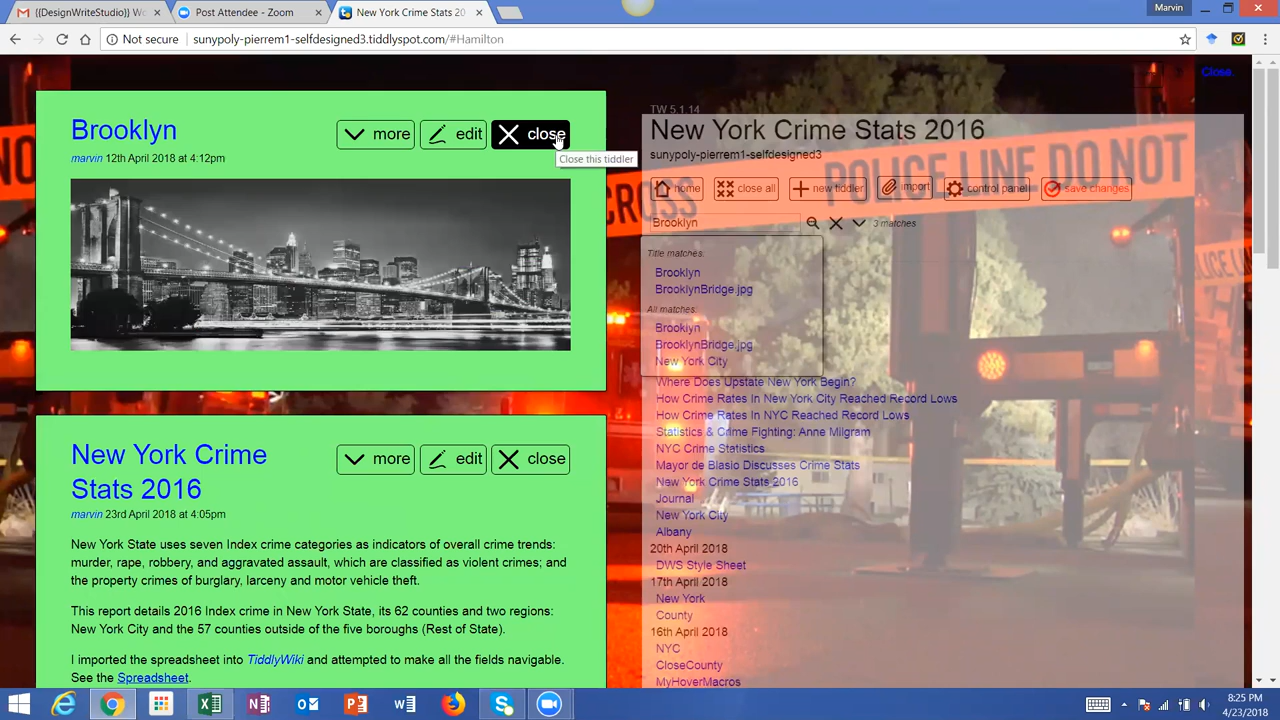 ({DesignWriteStudio}) Wo
Post Attendee - Zoom
New York Crime Stats 20
Marvin
Not secure
sunypoly-pierrem1-selfdesigned3.tiddlyspot.com/#Hamilton
Close
Brooklyn
more
edit
close
Close this tiddler
marvin 12th April 2018 at 4:12pm
TW 5.1.14
New York Crime Stats 2016
sunypoly-pierrem1-selfdesigned3
home
close all
new tiddler
import
control panel
save changes
CROSS
POLICE LINE DO NOT
Brooklyn
3 matches
Title matches:
Brooklyn
BrooklynBridge.jpg
All matches:
Brooklyn
BrooklynBridge.jpg
New York City
Where Does Upstate New York Begin?
How Crime Rates In New York City Reached Record Lows
How Crime Rates In NYC Reached Record Lows
Statistics & Crime Fighting: Anne Milgram
NYC Crime Statistics
Mayor de Blasio Discusses Crime Stats
New York Crime Stats 2016
Journal
New York City
Albany
20th April 2018
DWS Style Sheet
17th April 2018
New York
County
16th April 2018
NYC
CloseCounty
MyHoverMacros
New York Crime
Stats 2016
more
edit
close
marvin 23rd April 2018 at 4:05pm
New York State uses seven Index crime categories as indicators of overall crime trends:
murder, rape, robbery, and aggravated assault, which are classified as violent crimes; and
the property crimes of burglary, larceny and motor vehicle theft.
This report details 2016 Index crime in New York State, its 62 counties and two regions:
New York City and the 57 counties outside of the five boroughs (Rest of State).
I imported the spreadsheet into TiddlyWiki and attempted to make all the fields navigable.
See the Spreadsheet.
8:25 PM
4/23/2018